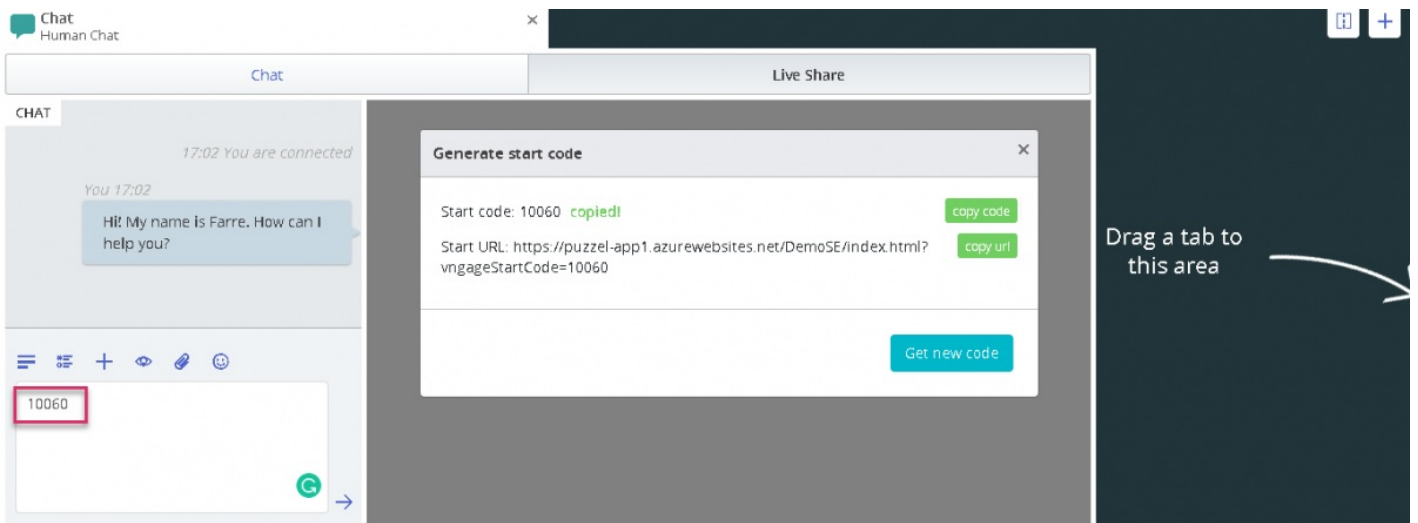 Chat
Human Chat
Chat
Live Share
CHAT
17:02 You are connected
You 17:02
Hi! My name is Farre. How can I
help you?
10060
Generate start code
Start code: 10060 copied!
copy code
Start URL: https://puzzel-app1.azurewebsites.net/DemoSE/index.html?
vngageStartCode=10060
copy url
Get new code
Drag a tab to
this area